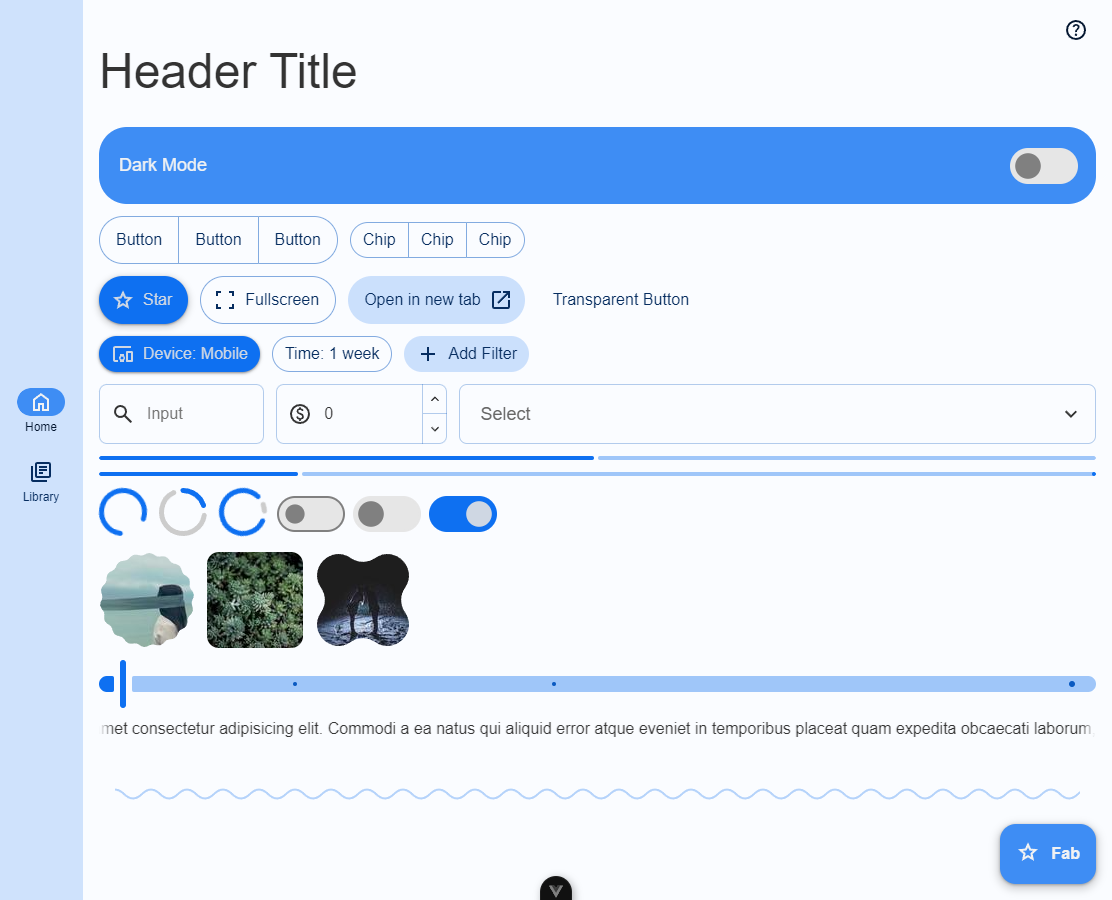 Header Title
Dark Mode
Button Button Button Chip Chip Chip
Star Fullscreen Open in new tab Transparent Button
Device: Mobile Time: 1 week + Add Filter
Input 0 Select
Home
Library
met consectetur adipisicing elit. Commodi a ea natus qui aliquid error atque eveniet in temporibus placeat quam expedita obcaecati laborum
Fab